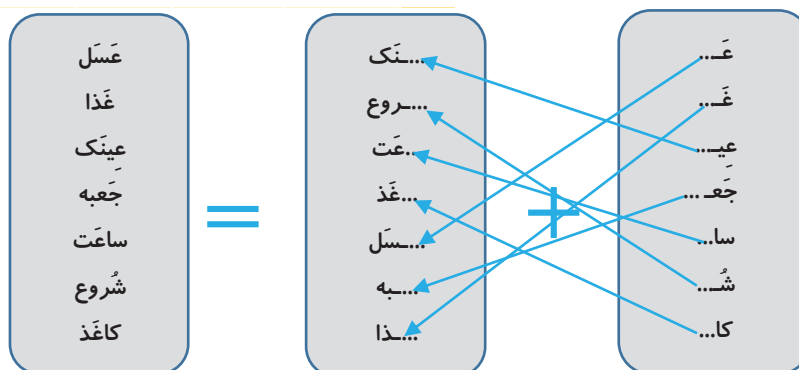 عَـ...
غَـ...
عیـ...
جَعـَ ...
سا...
شُـ...
کا...
+
...ـنَک
...ـروع
...عَت
...غَذ
...ـسَل
...ـبه
...ـذا
=
عَسَل
غَذا
عینَک
جَعبه
ساعَت
شُروع
کاغَذ